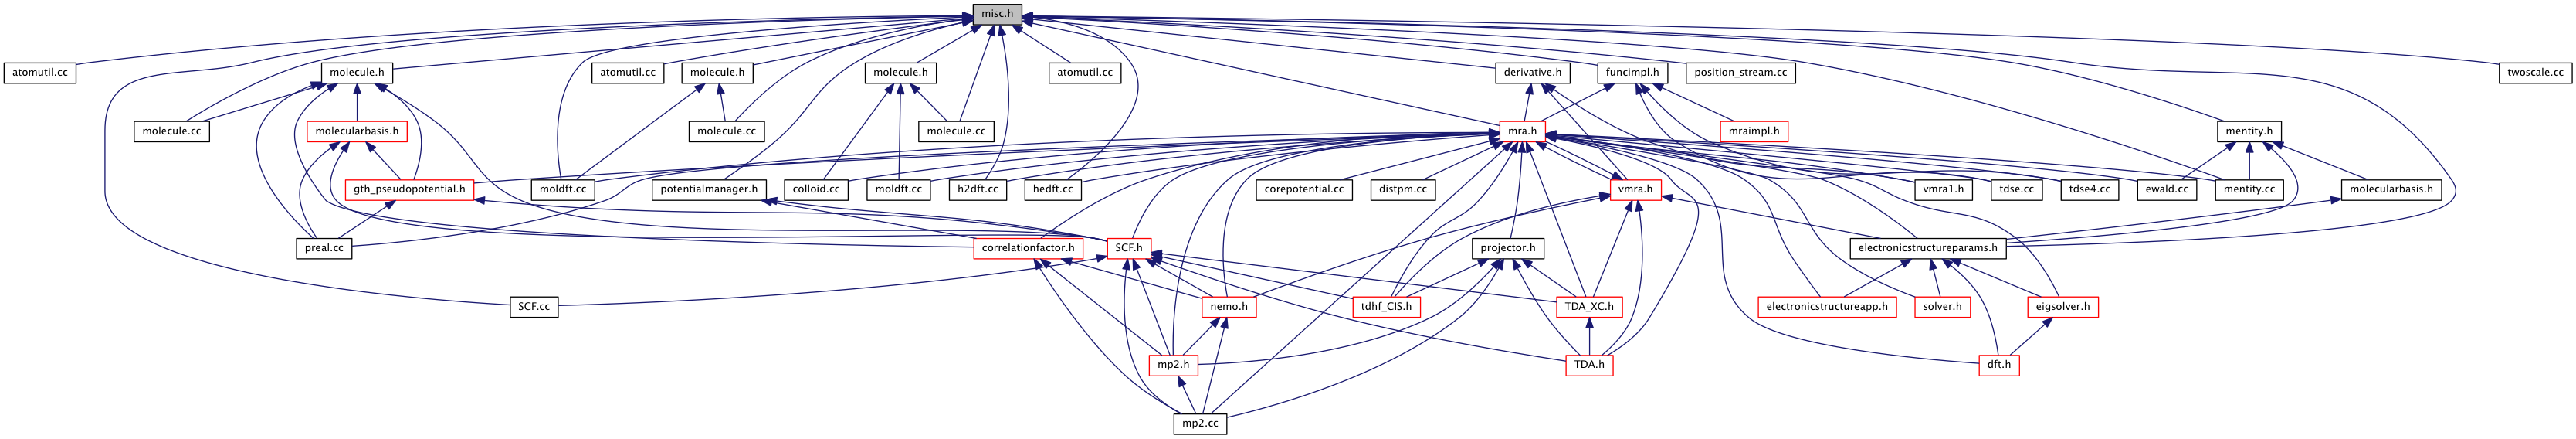 misc.h
atomutil.cc
molecule.h
atomutil.cc
molecule.h
molecule.h
atomutil.cc
derivative.h
funcimpl.h
position_stream.cc
twoscale.cc
molecule.cc
molecularbasis.h
molecule.cc
molecule.cc
mra.h
mraimpl.h
mentity.h
gth_pseudopotential.h
moldft.cc
potentialmanager.h
colloid.cc
moldft.cc
h2dft.cc
hedft.cc
corepotential.cc
distpm.cc
vmra.h
vmra1.h
tdse.cc
tdse4.cc
ewald.cc
mentity.cc
molecularbasis.h
preal.cc
correlationfactor.h
SCF.h
projector.h
electronicstructureparams.h
SCF.cc
nemo.h
tdhf_CIS.h
TDA_XC.h
electronicstructureapp.h
solver.h
eigsolver.h
mp2.h
TDA.h
dft.h
mp2.cc